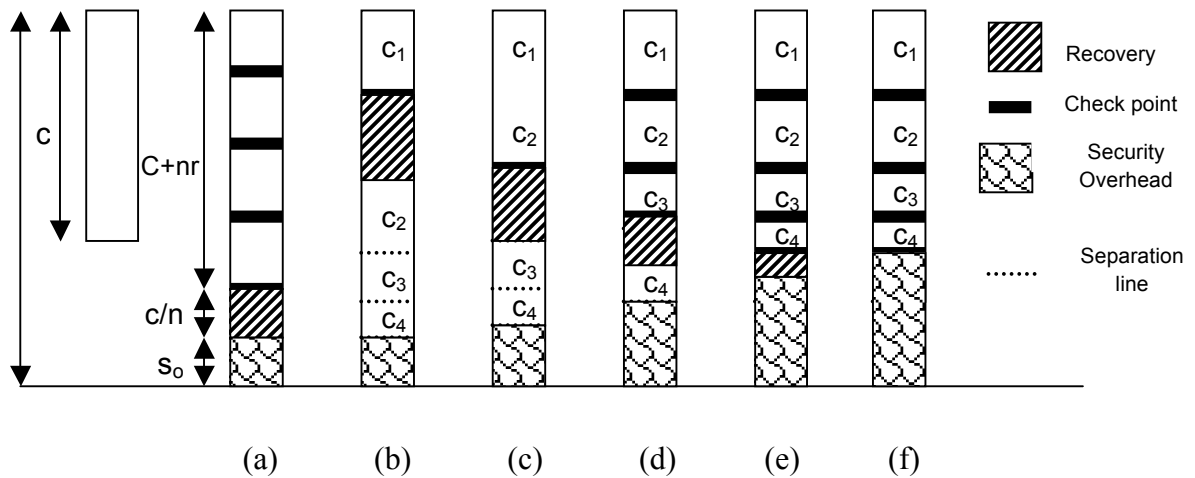 c
C+nr
c/n
s₀
c₁
c₂
c₃
c₄
c₁
c₂
c₃
c₄
c₁
c₂
c₃
c₄
c₁
c₂
c₃
c₄
c₁
c₂
c₃
c₄
Recovery
Check point
Security
Overhead
Separation
line
(a) (b) (c) (d) (e) (f)